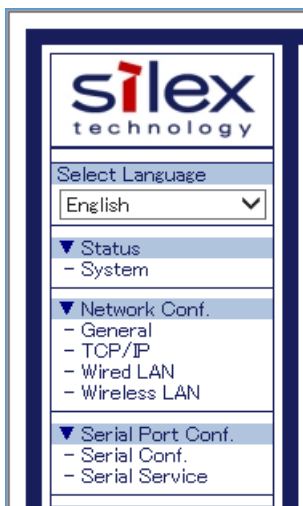 silex
technology
Select Language
English
▼ Status
- System
▼ Network Conf.
- General
- TCP/IP
- Wired LAN
- Wireless LAN
▼ Serial Port Conf.
- Serial Conf.
- Serial Service